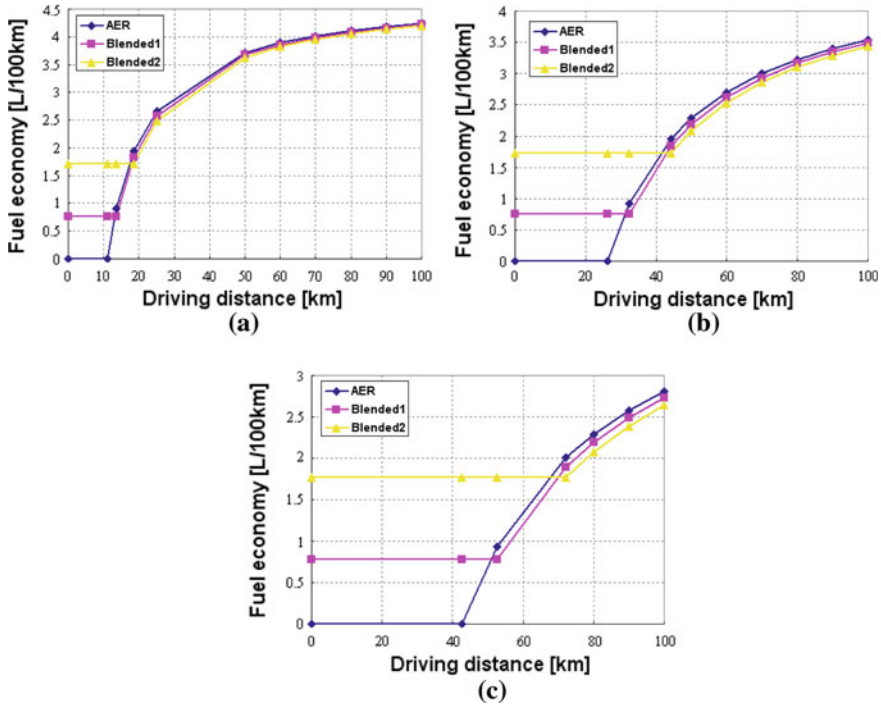 Fuel economy [L/100km]
4.5
4
3.5
3
2.5
2
1.5
1
0.5
0
AER
Blended1
Blended2
0 10 20 30 40 50 60 70 80 90 100
Driving distance [km]
(a)
Fuel economy [L/100km]
4
3.5
3
2.5
2
1.5
1
0.5
0
AER
Blended1
Blended2
0 20 40 60 80 100
Driving distance [km]
(b)
Fuel economy [L/100km]
3
2.5
2
1.5
1
0.5
0
AER
Blended1
Blended2
0 20 40 60 80 100
Driving distance [km]
(c)